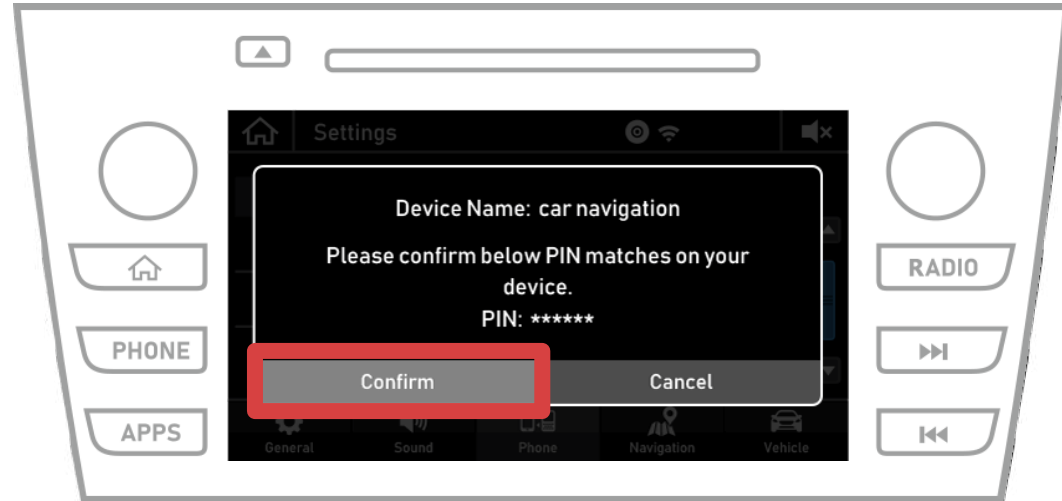 Settings
Device Name: car navigation
Please confirm below PIN matches on your
device.
PIN: ******
Confirm
Cancel
General
Sound
Phone
Navigation
Vehicle
PHONE
APPS
RADIO